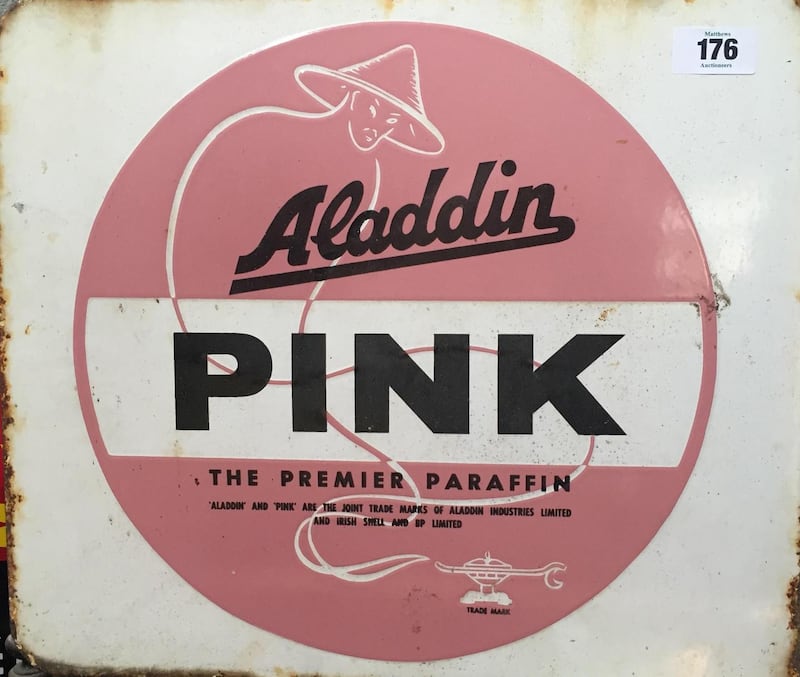 Matthews
176
Auctioneers
Aladdin
PINK
THE PREMIER PARAFFIN
'ALADDIN' AND 'PINK' ARE THE JOINT TRADE MARKS OF ALADDIN INDUSTRIES LIMITED
AND IRISH SHELL AND BP LIMITED
TRADE MARK